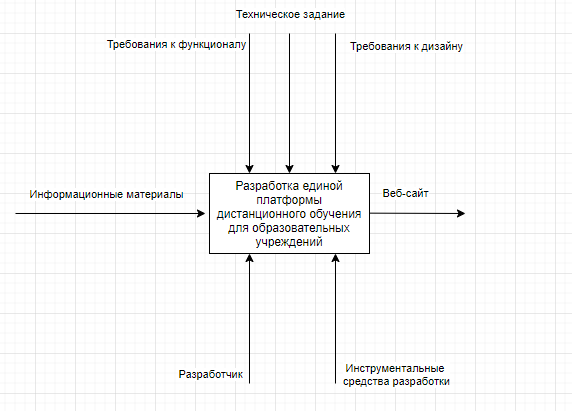 Техническое задание
Требования к функционалу
Требования к дизайну
Информационные материалы
Разработка единой
платформы
дистанционного обучения
для образовательных
учреждений
Веб-сайт
Разработчик
Инструментальные
средства разработки